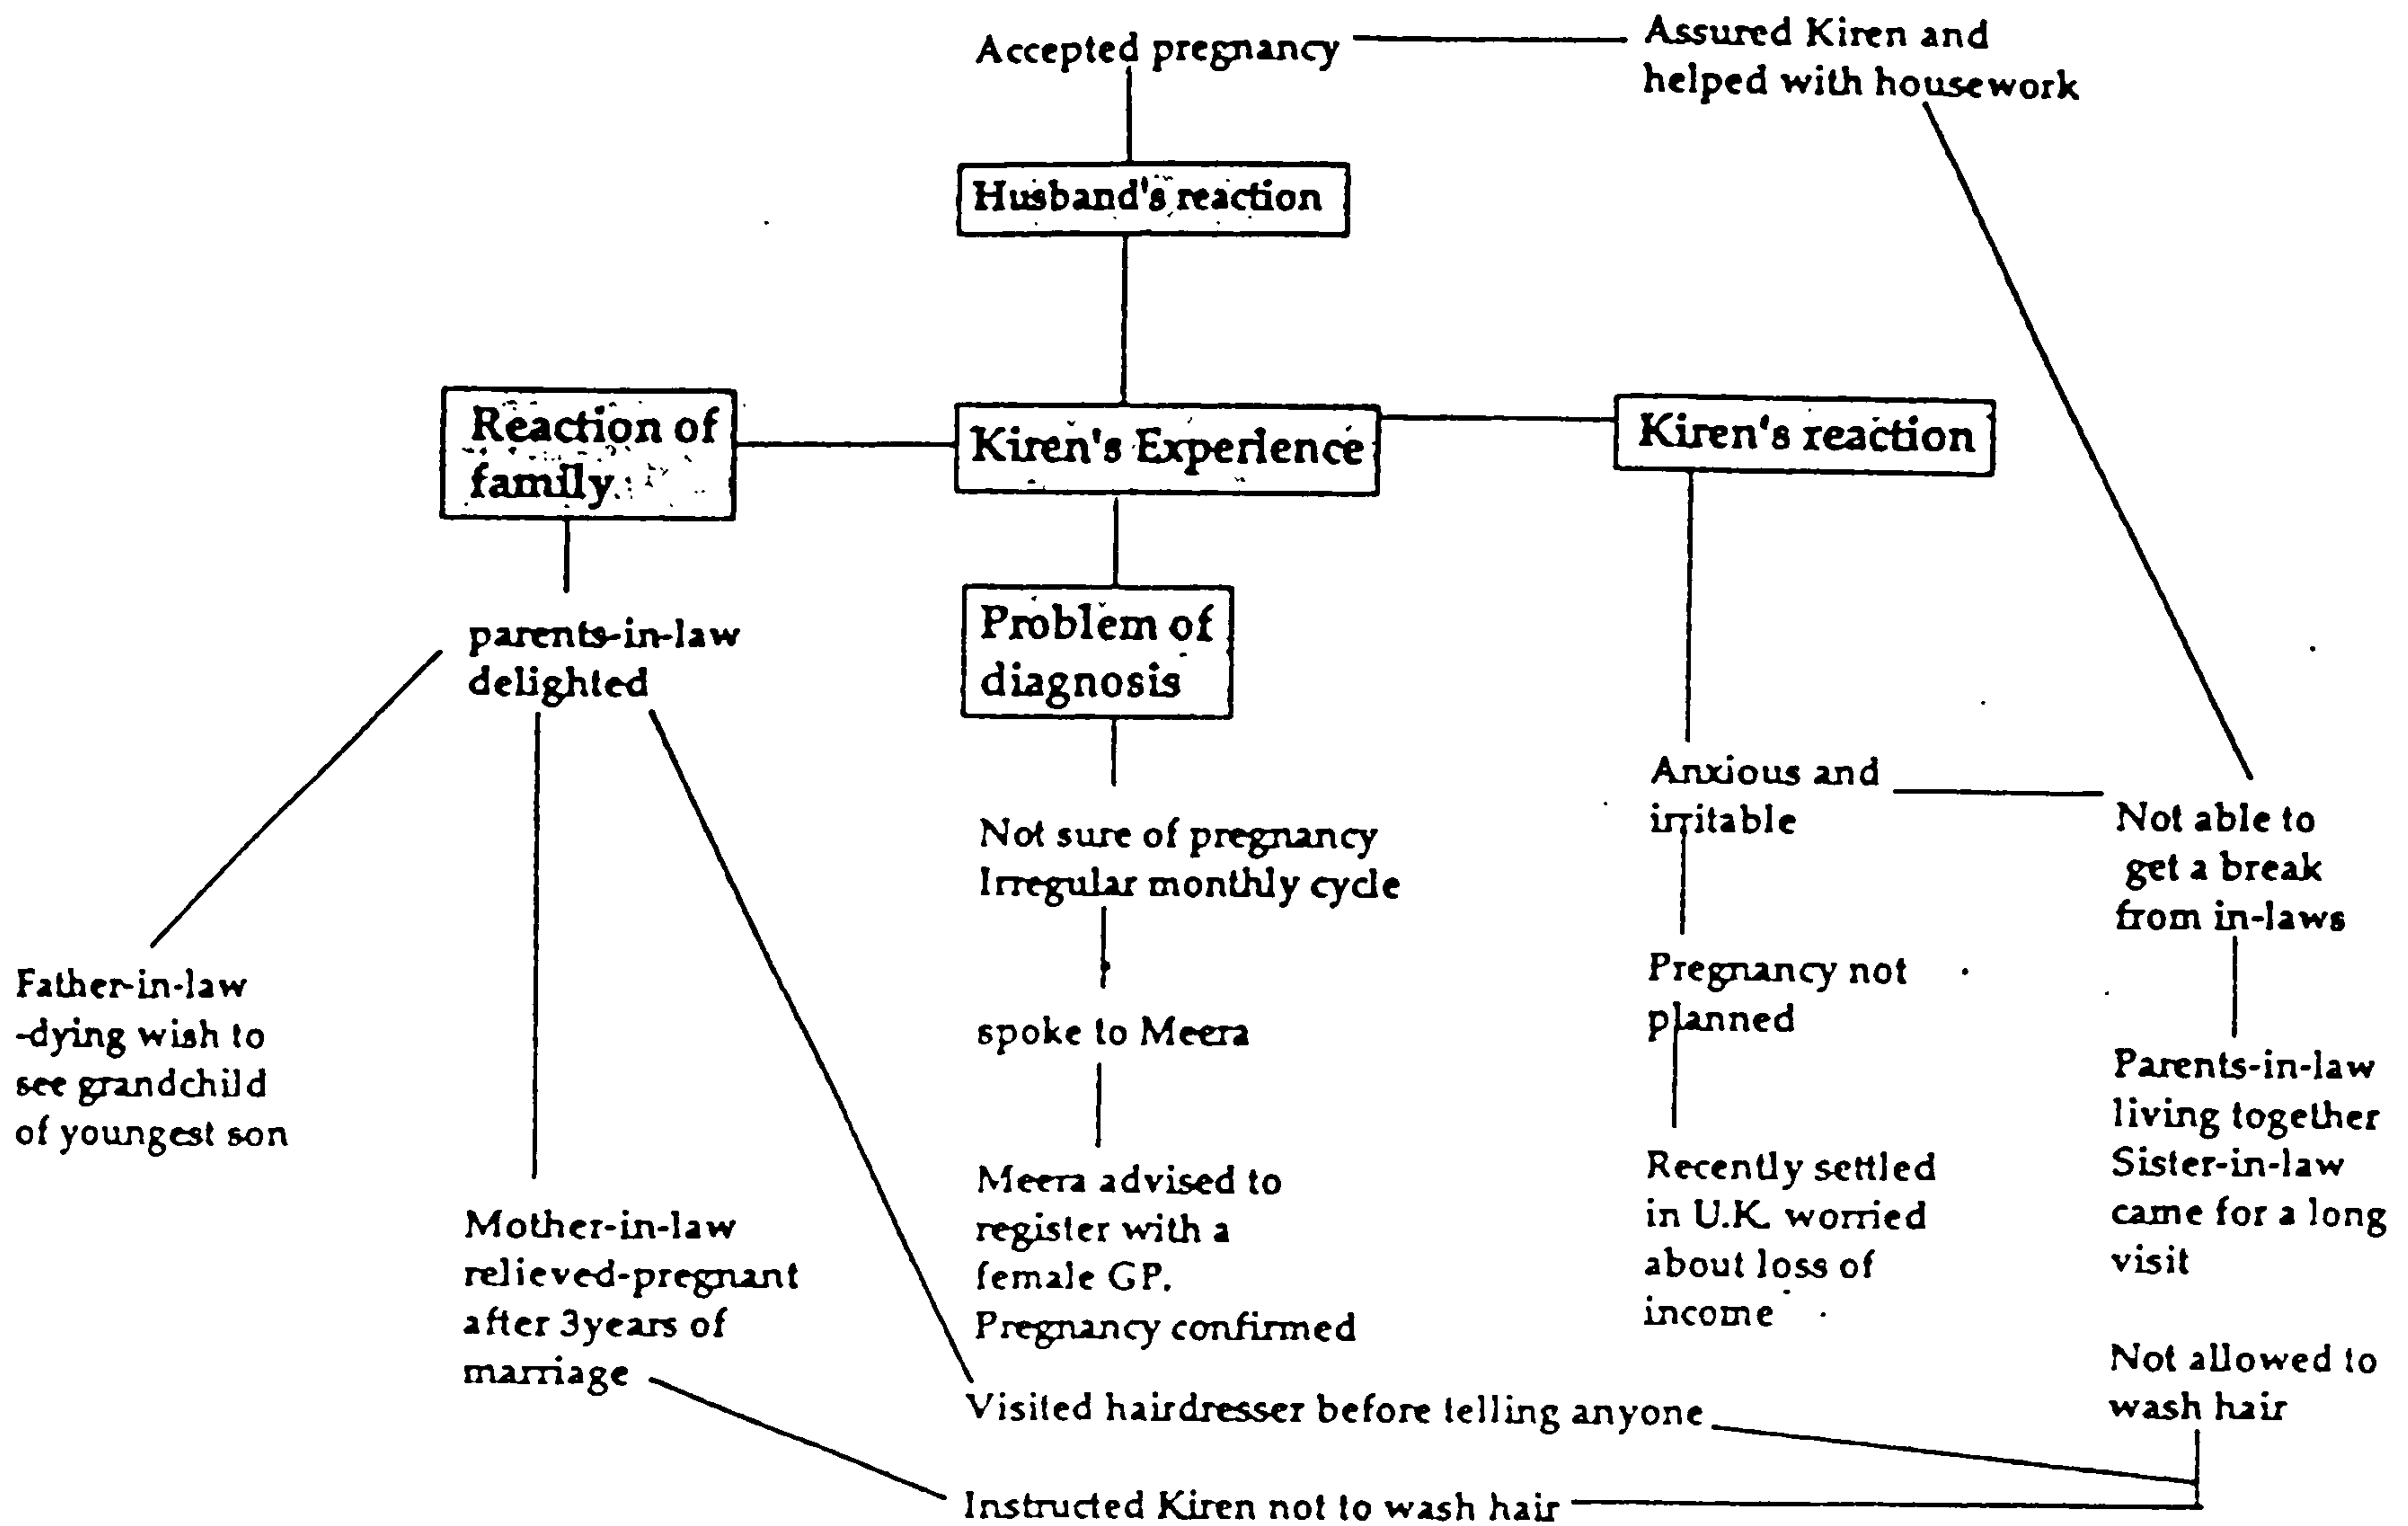 Accepted pregnancy
Assured Kiren and
helped with housework
Husband's reaction
Reaction of
family
Kiren's Experience
Kiren's reaction
parents-in-law
delighted
Problem of
diagnosis
Anxious and
irritable
Not sure of pregnancy
Irregular monthly cycle
Not able to
get a break
from in-laws
Father-in-law
-dying wish to
see grandchild
of youngest son
spoke to Meera
Pregnancy not
planned
Parents-in-law
living together
Sister-in-law
came for a long
visit
Mother-in-law
relieved-pregnant
after 3years of
marriage
Meera advised to
register with a
female GP.
Pregnancy confirmed
Recently settled
in U.K. worried
about loss of
income
Not allowed to
wash hair
Visited hairdresser before telling anyone
Instructed Kiren not to wash hair